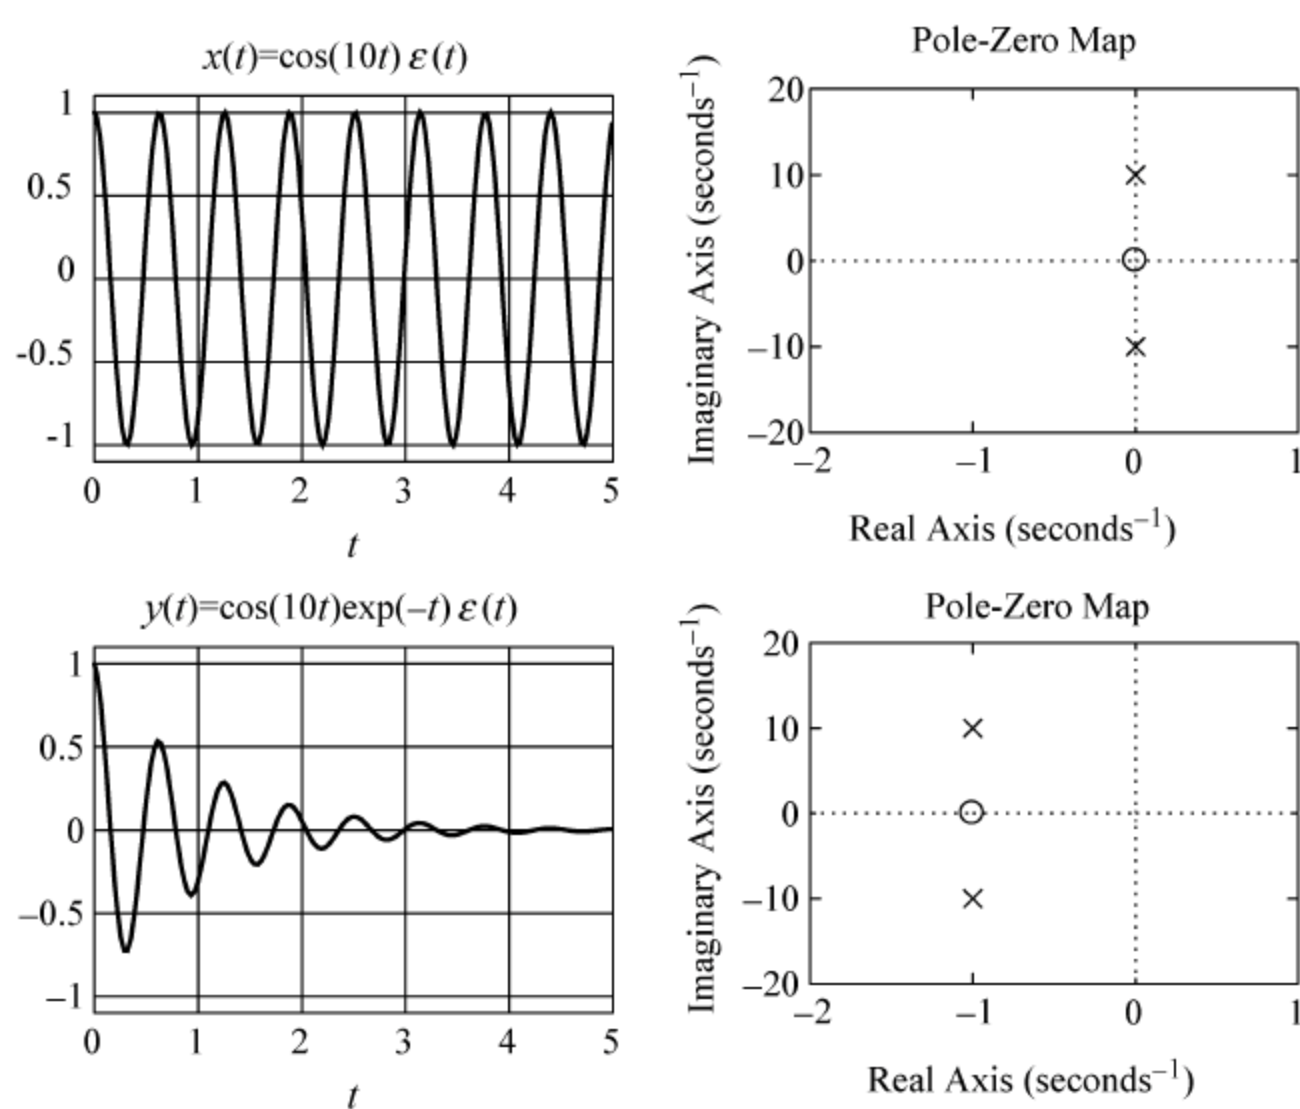 x(t)=cos(10t) ε(t)
1
0.5
0
-0.5
-1
0 1 2 3 4 5
t
Pole-Zero Map
Imaginary Axis (seconds⁻¹)
20
10
0
−10
−20
−2 −1 0 1
Real Axis (seconds⁻¹)
y(t)=cos(10t)exp(−t) ε(t)
1
0.5
0
−0.5
−1
0 1 2 3 4 5
t
Pole-Zero Map
Imaginary Axis (seconds⁻¹)
20
10
0
−10
−20
−2 −1 0 1
Real Axis (seconds⁻¹)